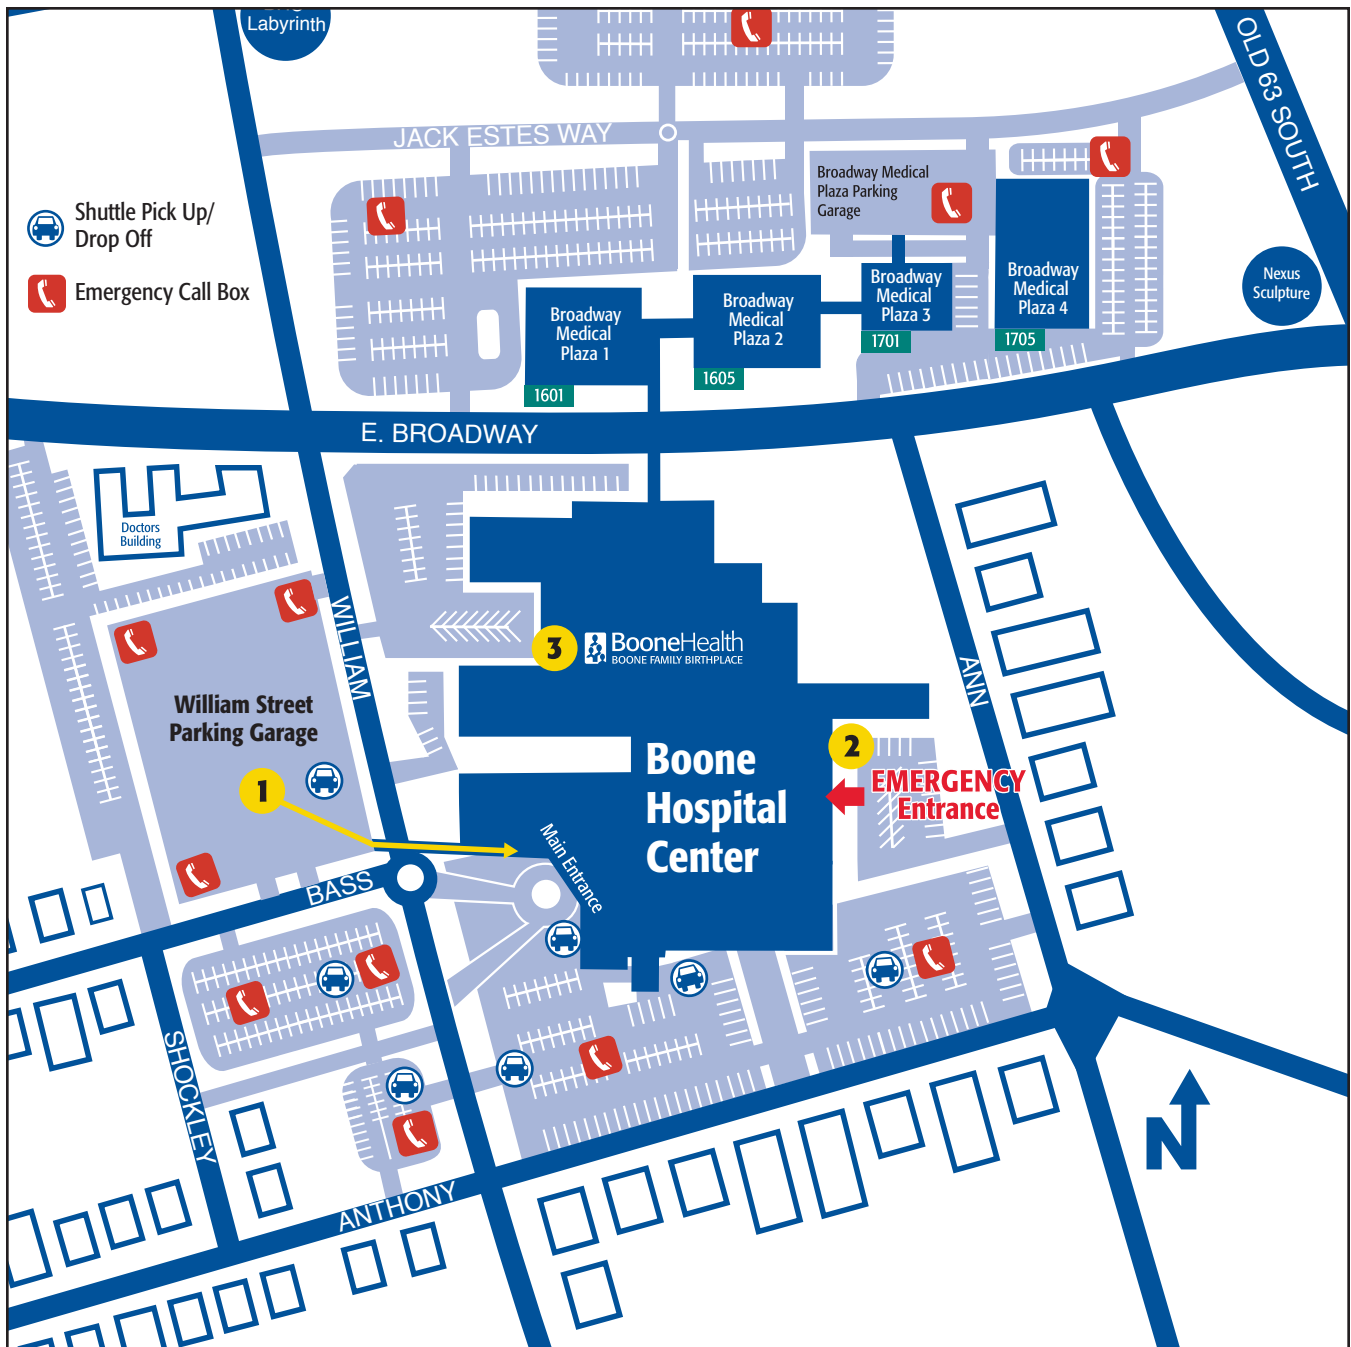 Labyrinth
OLD 63 SOUTH
JACK ESTES WAY
Shuttle Pick Up/
Drop Off
Emergency Call Box
Broadway Medical
Plaza Parking
Garage
Nexus
Sculpture
Broadway
Medical
Plaza 1
1601
Broadway
Medical
Plaza 2
1605
Broadway
Medical
Plaza 3
1701
Broadway
Medical
Plaza 4
1705
E. BROADWAY
Doctors
Building
WILLIAM
ANN
3
BooneHealth
BOONE FAMILY BIRTHPLACE
William Street
Parking Garage
1
2
EMERGENCY
Entrance
Boone
Hospital
Center
Main Entrance
BASS
SHOCKLEY
ANTHONY
N